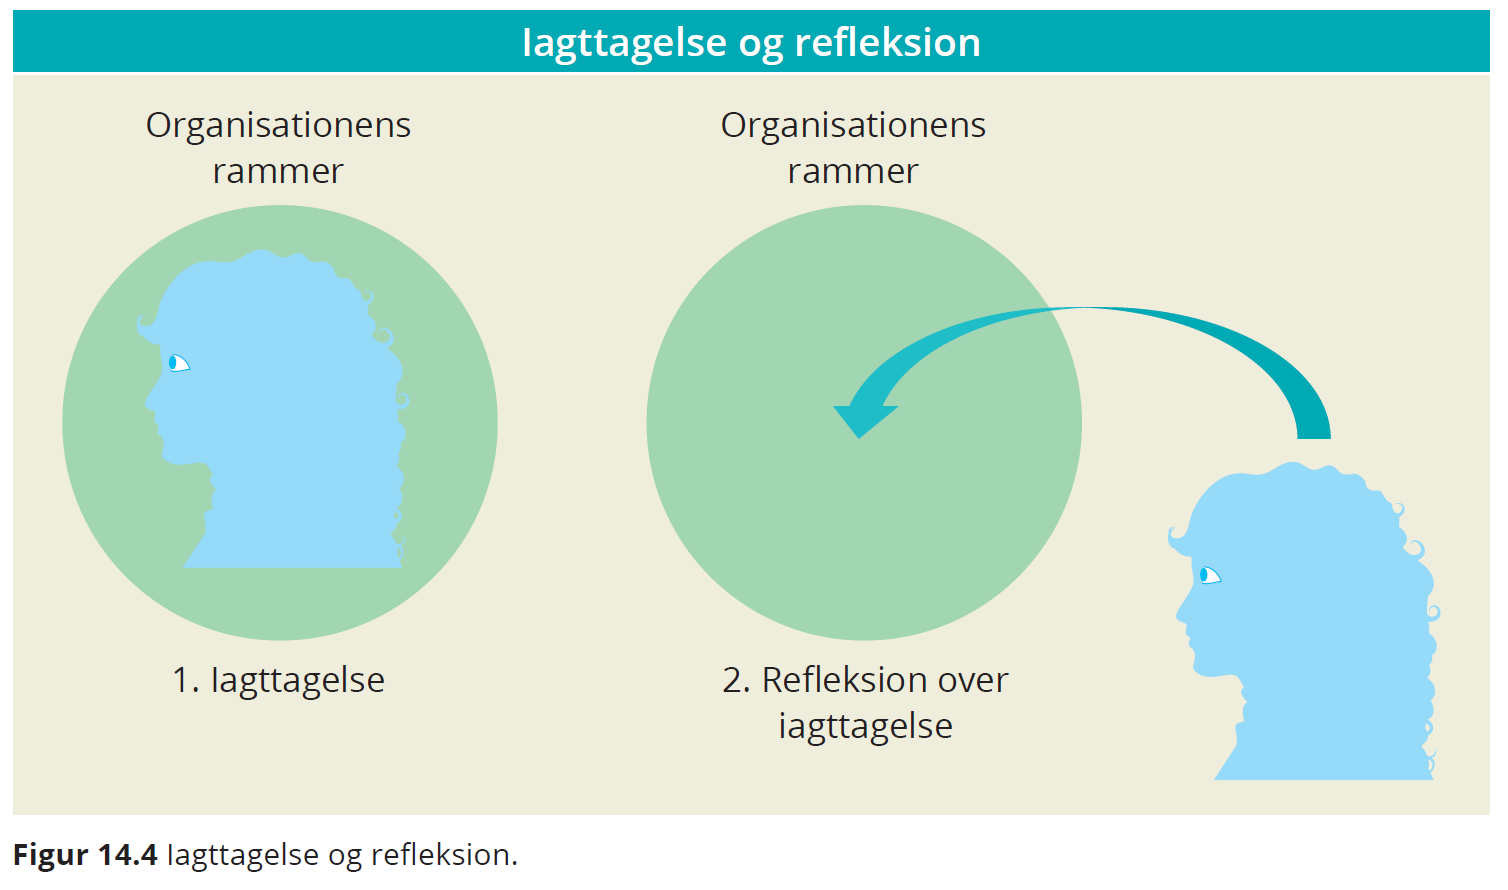 Iagttagelse og refleksion
Organisationens
rammer
1. Iagttagelse
Organisationens
rammer
2. Refleksion over
iagttagelse
Figur 14.4 Iagttagelse og refleksion.